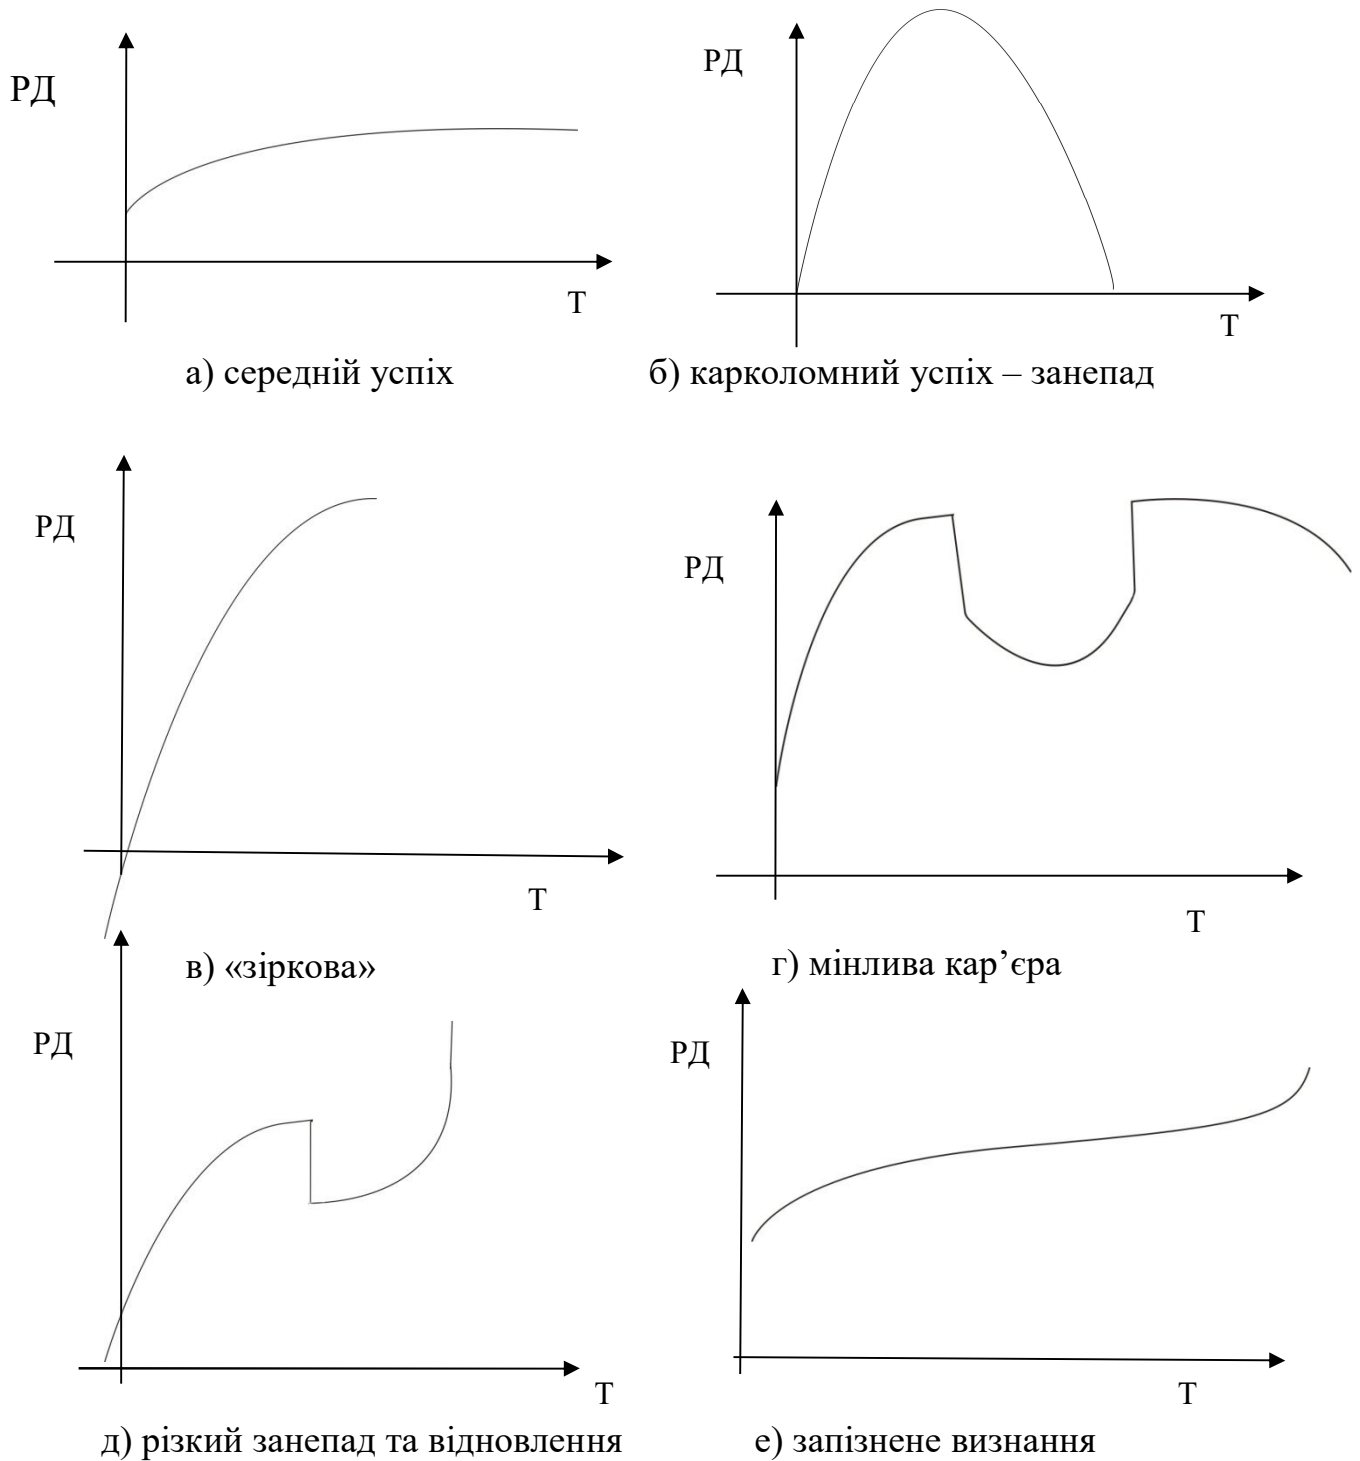 РД
РД
Т
Т
а) середній успіх
б) карколомний успіх – занепад
РД
РД
Т
Т
в) «зіркова»
г) мінлива кар’єра
РД
РД
Т
Т
д) різкий занепад та відновлення
е) запізнене визнання